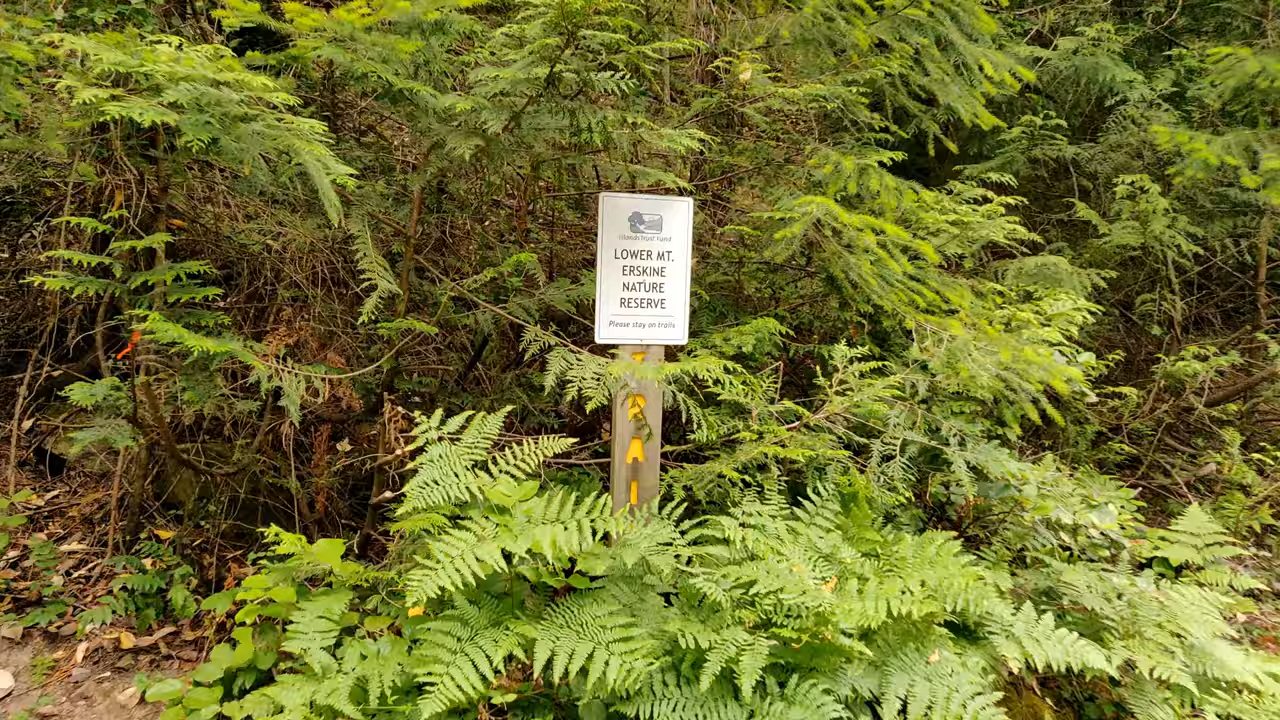 Islands Trust Fund
LOWER MT.
ERSKINE
NATURE
RESERVE
Please stay on trails